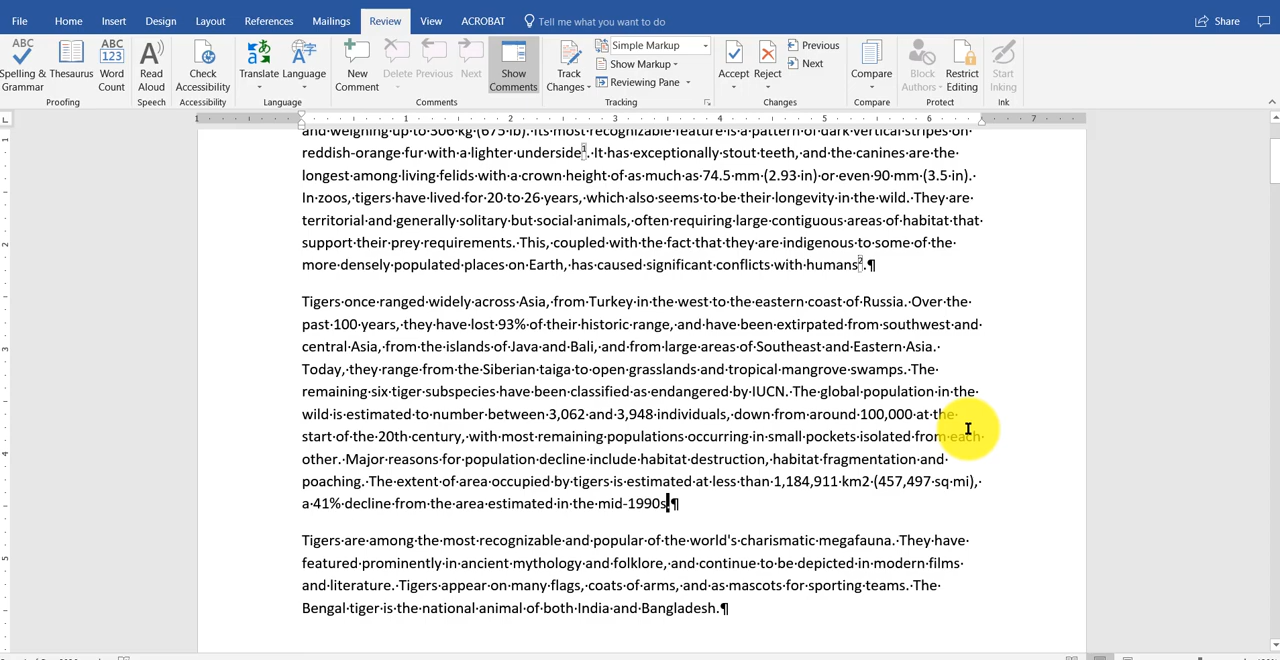 File Home Insert Design Layout References Mailings Review View ACROBAT Tell me what you want to do Share
ABC ABC 123 A
Spelling & Grammar Thesaurus Word Count Read Aloud Check Accessibility Translate Language New Comment Delete Previous Next Show Comments Track Changes Simple Markup Show Markup Reviewing Pane Accept Reject Previous Next Compare Block Authors Restrict Editing Start Inking
Proofing Speech Accessibility Language Comments Tracking Changes Compare Protect Ink
1 1 2 3 4 5 6 7
and weighing up to 306 kg (675 lb). Its most recognizable feature is a pattern of dark vertical stripes on
reddish-orange fur with a lighter underside1. It has exceptionally stout teeth, and the canines are the
longest among living felids with a crown height of as much as 74.5 mm (2.93 in) or even 90 mm (3.5 in).
In zoos, tigers have lived for 20 to 26 years, which also seems to be their longevity in the wild. They are
territorial and generally solitary but social animals, often requiring large contiguous areas of habitat that
support their prey requirements. This, coupled with the fact that they are indigenous to some of the
more densely populated places on Earth, has caused significant conflicts with humans2.¶
Tigers once ranged widely across Asia, from Turkey in the west to the eastern coast of Russia. Over the
past 100 years, they have lost 93% of their historic range, and have been extirpated from southwest and
central Asia, from the islands of Java and Bali, and from large areas of Southeast and Eastern Asia.
Today, they range from the Siberian taiga to open grasslands and tropical mangrove swamps. The
remaining six tiger subspecies have been classified as endangered by IUCN. The global population in the
wild is estimated to number between 3,062 and 3,948 individuals, down from around 100,000 at the
start of the 20th century, with most remaining populations occurring in small pockets isolated from each
other. Major reasons for population decline include habitat destruction, habitat fragmentation and
poaching. The extent of area occupied by tigers is estimated at less than 1,184,911 km2 (457,497 sq mi),
a 41% decline from the area estimated in the mid-1990s.¶
Tigers are among the most recognizable and popular of the world's charismatic megafauna. They have
featured prominently in ancient mythology and folklore, and continue to be depicted in modern films
and literature. Tigers appear on many flags, coats of arms, and as mascots for sporting teams. The
Bengal tiger is the national animal of both India and Bangladesh.¶